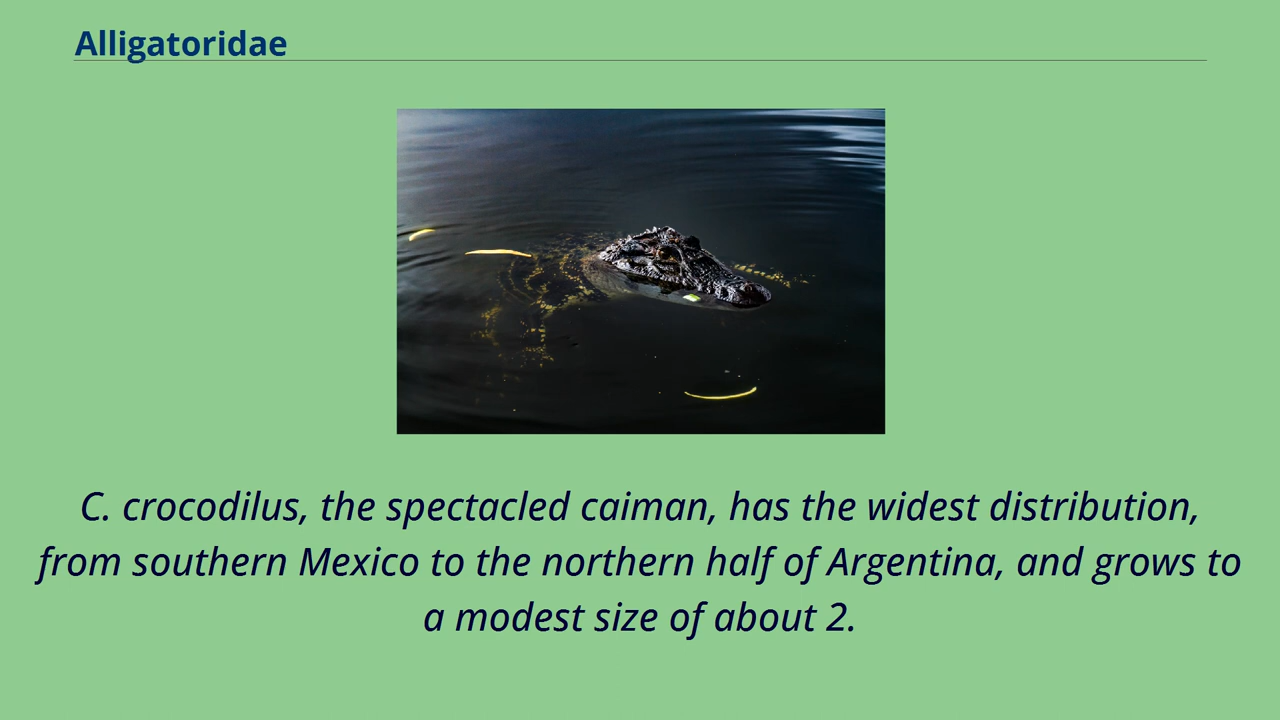 Alligatoridae
C. crocodilus, the spectacled caiman, has the widest distribution,
from southern Mexico to the northern half of Argentina, and grows to
a modest size of about 2.